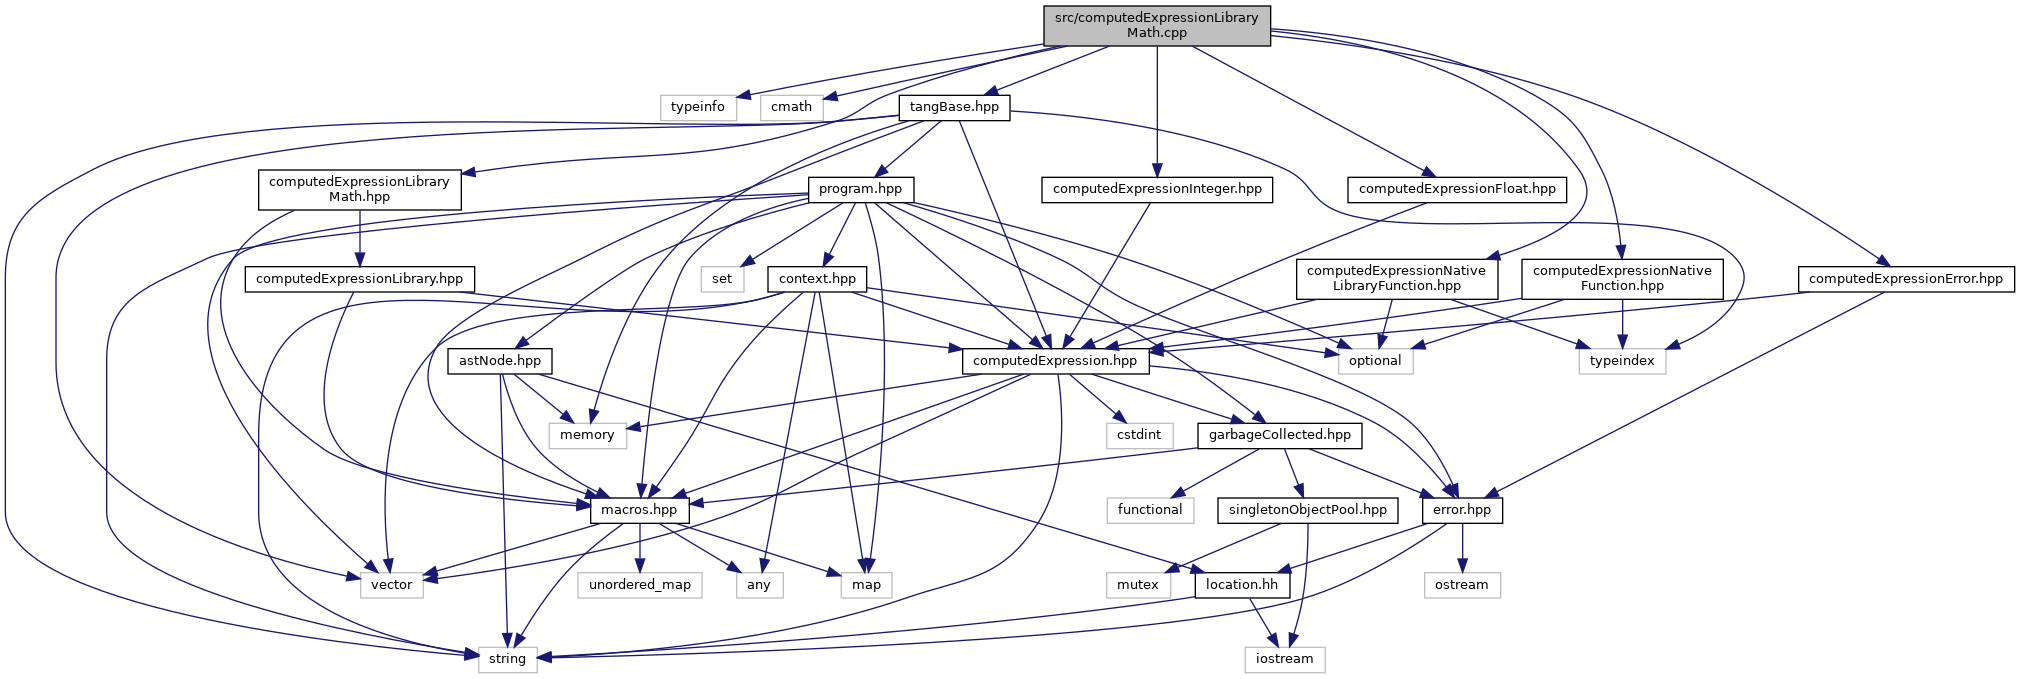 src/computedExpressionLibrary
Math.cpp
typeinfo
cmath
tangBase.hpp
computedExpressionLibrary
Math.hpp
program.hpp
computedExpressionInteger.hpp
computedExpressionFloat.hpp
computedExpressionLibrary.hpp
set
context.hpp
computedExpressionNative
LibraryFunction.hpp
computedExpressionNative
Function.hpp
computedExpressionError.hpp
astNode.hpp
computedExpression.hpp
optional
typeindex
memory
cstdint
garbageCollected.hpp
macros.hpp
functional
singletonObjectPool.hpp
error.hpp
vector
unordered_map
any
map
mutex
location.hh
ostream
string
iostream